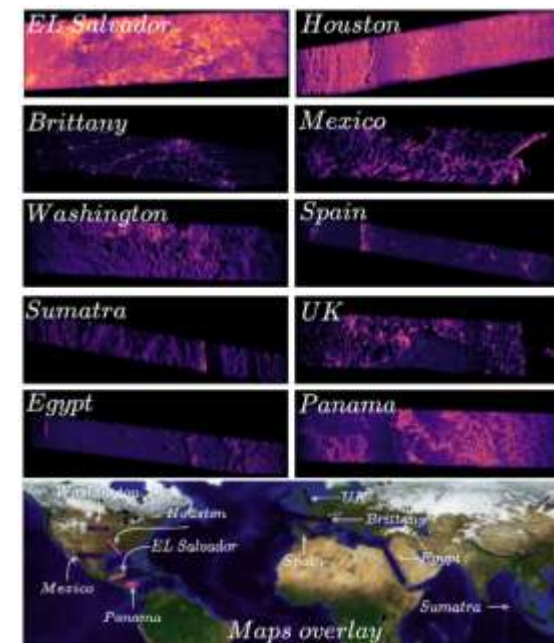 EL Salvador
Houston
Brittany
Mexico
Washington
Spain
Sumatra
UK
Egypt
Panama
Washington
Houston
EL Salvador
Mexico
Panama
UK
Brittany
Spain
Egypt
Sumatra
Maps overlay